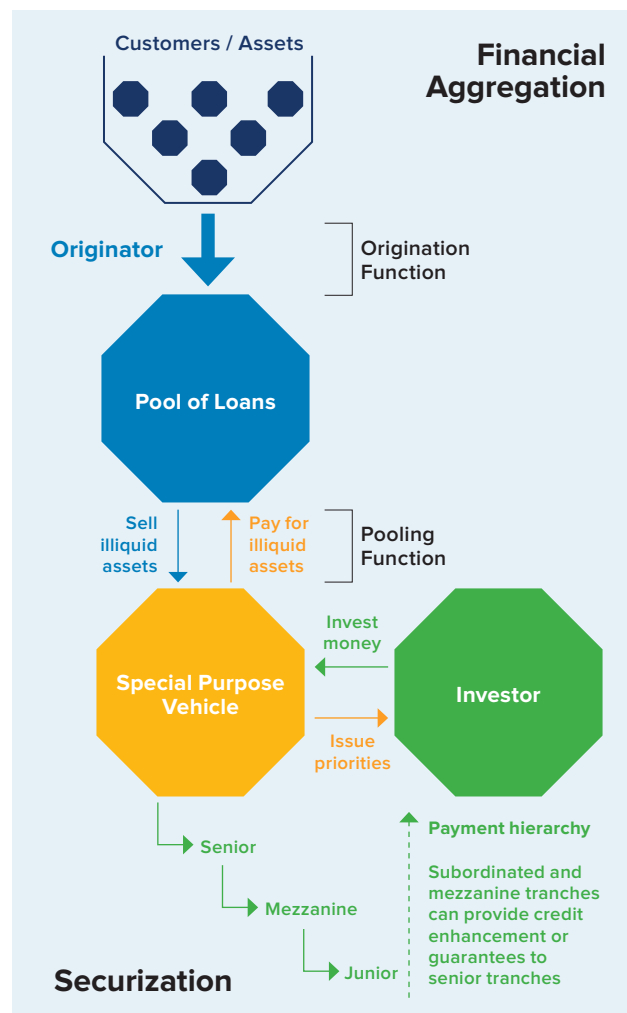 Customers / Assets
Financial
Aggregation
Originator
Origination
Function
Pool of Loans
Sell
illiquid
assets
Pay for
illiquid
assets
Pooling
Function
Invest
money
Special Purpose
Vehicle
Investor
Issue
priorities
Senior
Mezzanine
Junior
Payment hierarchy
Subordinated and
mezzanine tranches
can provide credit
enhancement or
guarantees to
senior tranches
Securization